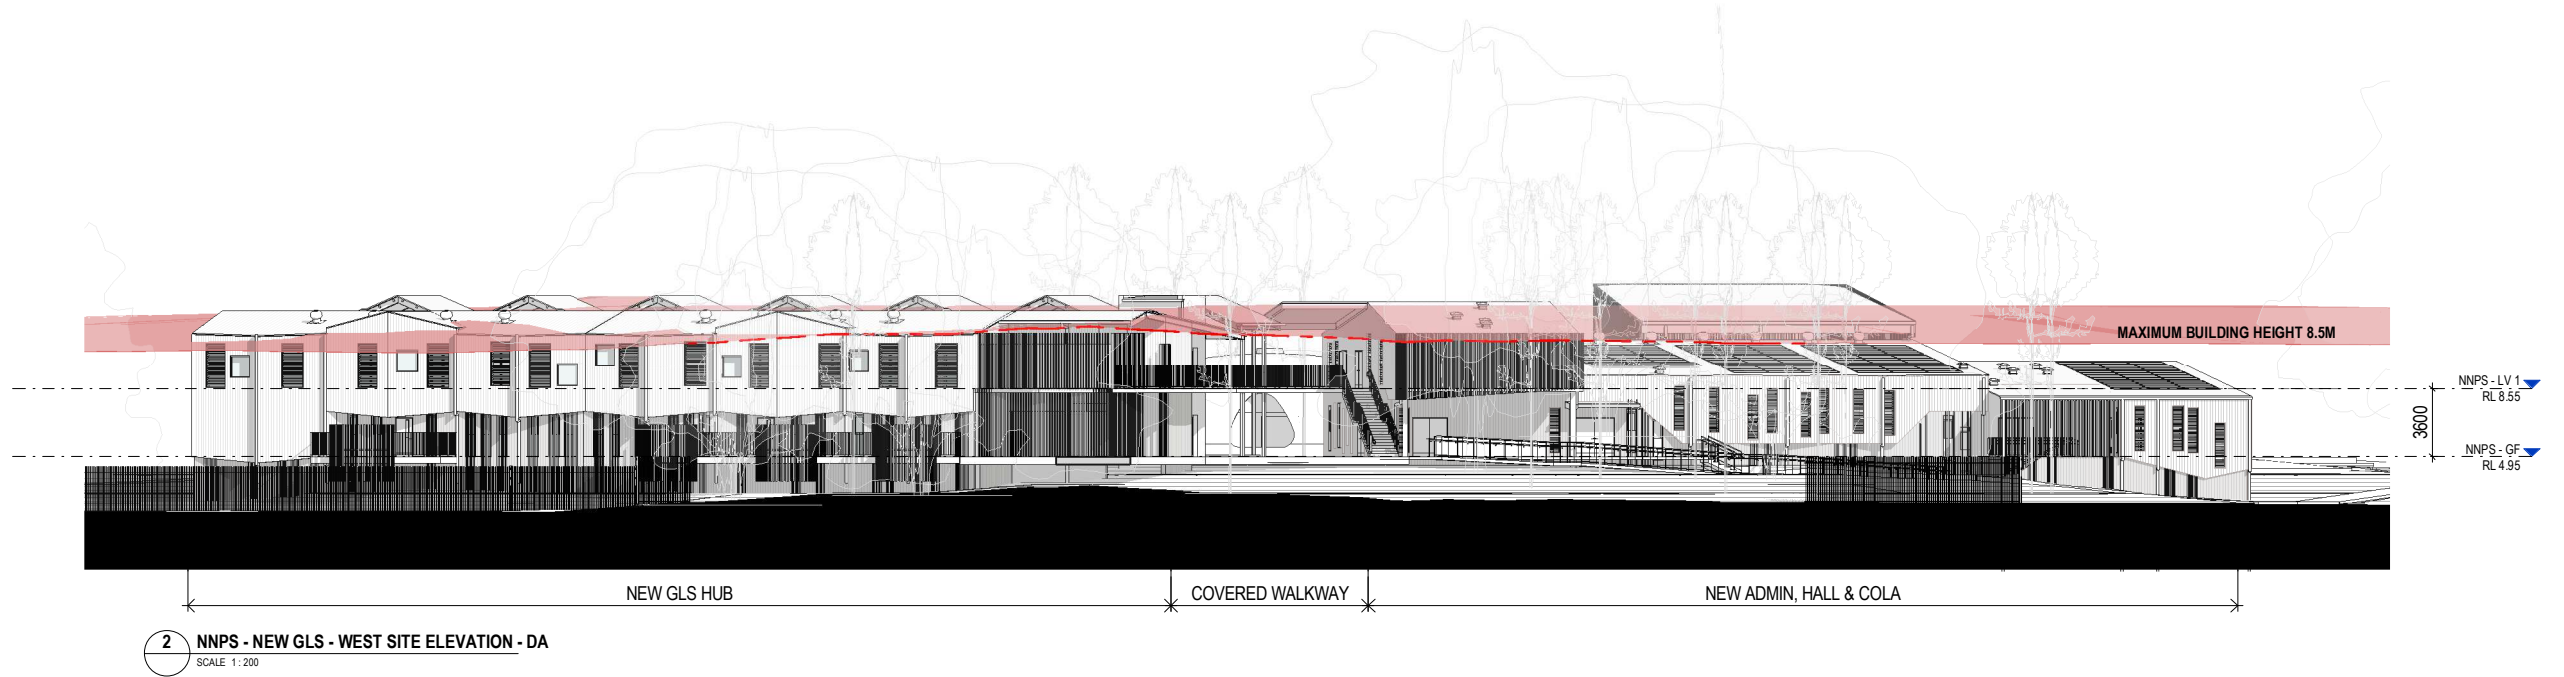 MAXIMUM BUILDING HEIGHT 8.5M
NNPS - LV 1
RL 8.55
3600
NNPS - GF
RL 4.95
NEW GLS HUB
COVERED WALKWAY
NEW ADMIN, HALL & COLA
2
NNPS - NEW GLS - WEST SITE ELEVATION - DA
SCALE 1 : 200